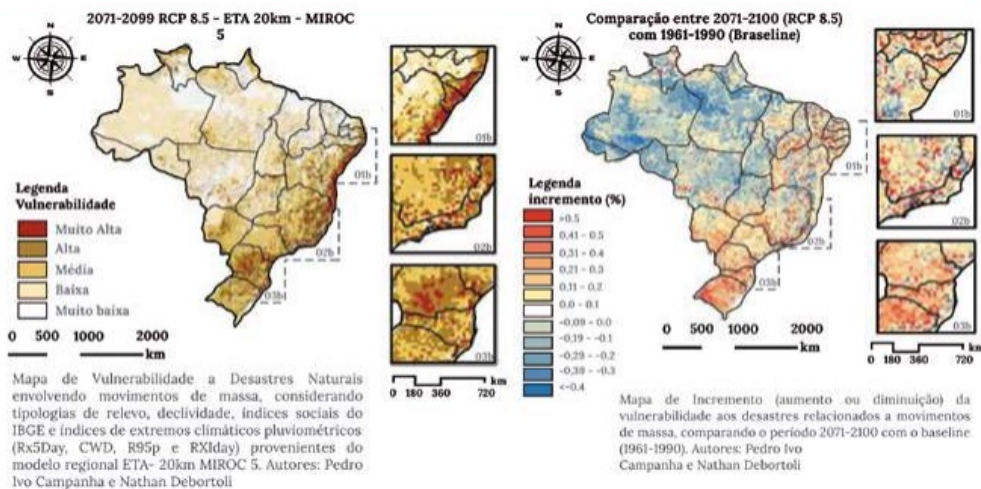 2071-2099 RCP 8.5 - ETA 20km - MIROC
5
N
W
E
S
Legenda
Vulnerabilidade
Muito Alta
Alta
Média
Baixa
Muito baixa
0 500 1000 2000
km
01b
02b
03b
01b
02b
03b
km
0 180 360 720
Mapa de Vulnerabilidade a Desastres Naturais
envolvendo movimentos de massa, considerando
tipologias de relevo, declividade, índices sociais do
IBGE e índices de extremos climáticos pluviométricos
(Rx5Day, CWD, R95p e RX1day) provenientes do
modelo regional ETA- 20km MIROC 5. Autores: Pedro
Ivo Campanha e Nathan Debortoli
Comparação entre 2071-2100 (RCP 8.5)
com 1961-1990 (Braseline)
N
W
E
S
Legenda
incremento (%)
>0.5
0,41 - 0.5
0,31 - 0.4
0.21 - 0.3
0.11 - 0.2
0.0 - 0.1
-0,09 - 0.0
-0.19 - -0.1
-0.29 - -0.2
-0,39 - -0.3
<-0.4
0 500 1000 2000
km
01b
02b
03b
01b
02b
03b
km
0 180 360 720
Mapa de Incremento (aumento ou diminuição) da
vulnerabilidade aos desastres relacionados a movimentos
de massa, comparando o período 2071-2100 com o baseline
(1961-1990). Autores: Pedro Ivo
Campanha e Nathan Debortoli